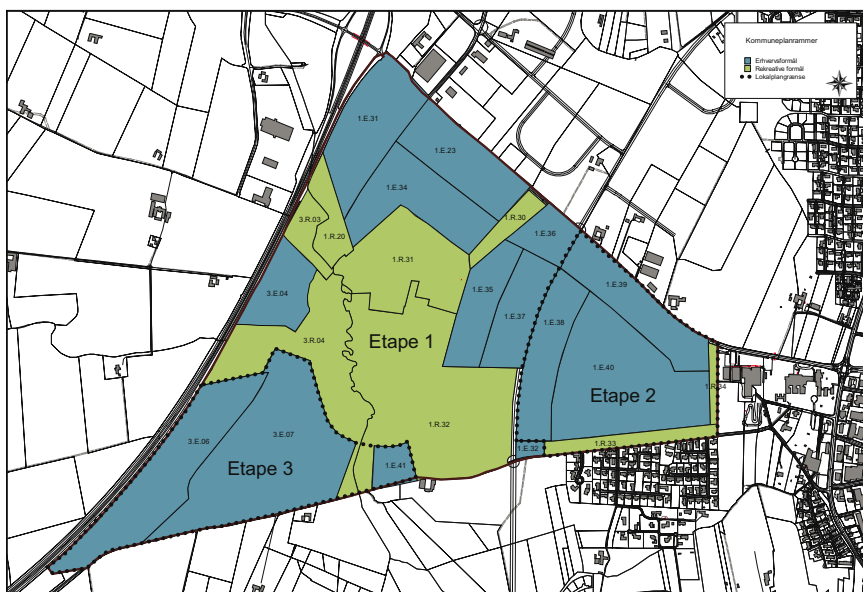 Kommuneplanrammer
Erhvervsformål
Rekreative formål
Lokalplangrænse
1.E.31
1.E.23
1.E.34
3.R.03
1.R.20
1.R.30
1.E.36
1.R.31
1.E.35
1.E.39
3.E.04
1.E.37
1.E.38
3.R.04
Etape 1
1.E.40
1.R.34
Etape 2
1.R.32
3.E.06
3.E.07
1.R.33
1.E.32
Etape 3
1.E.41